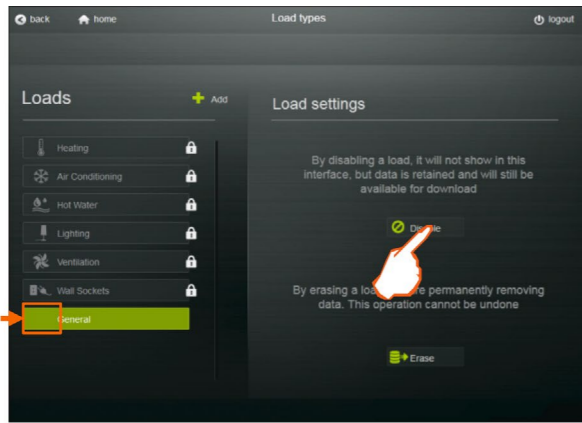 back home Load types logout
Loads Add
Heating
Air Conditioning
Hot Water
Lighting
Ventilation
Wall Sockets
General
Load settings
By disabling a load, it will not show in this
interface, but data is retained and will still be
available for download
By erasing a permanently removing
data. This operation cannot be undone
Erase